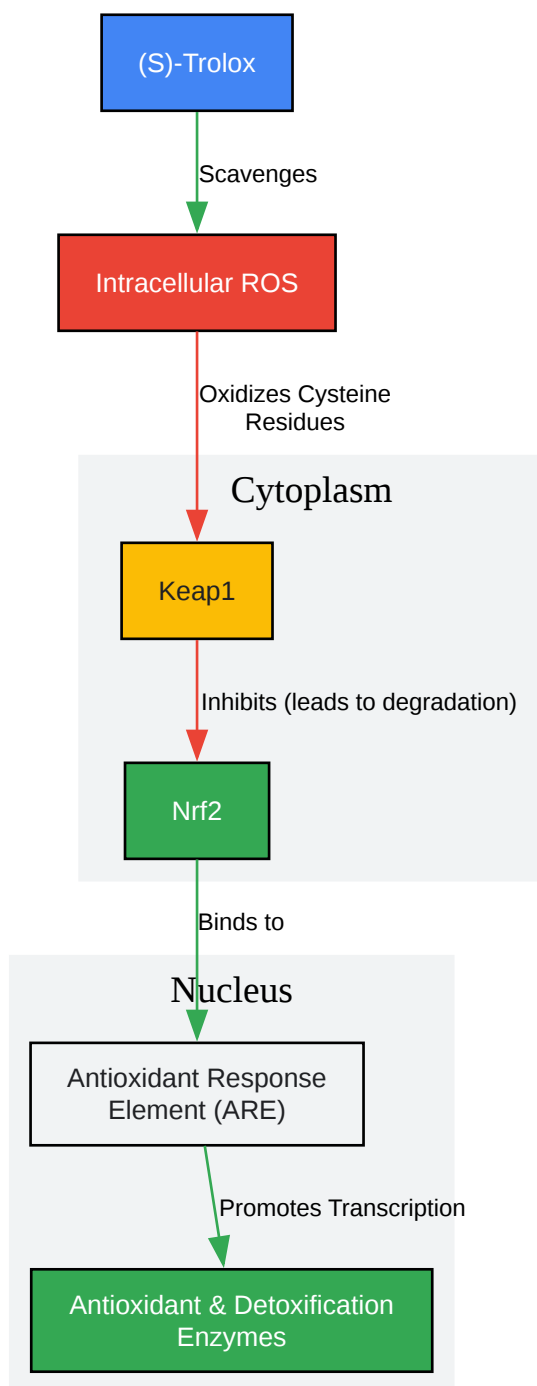 (S)-Trolox
Scavenges
Intracellular ROS
Oxidizes Cysteine
Residues
Cytoplasm
Keap1
Inhibits (leads to degradation)
Nrf2
Binds to
Nucleus
Antioxidant Response
Element (ARE)
Promotes Transcription
Antioxidant & Detoxification
Enzymes